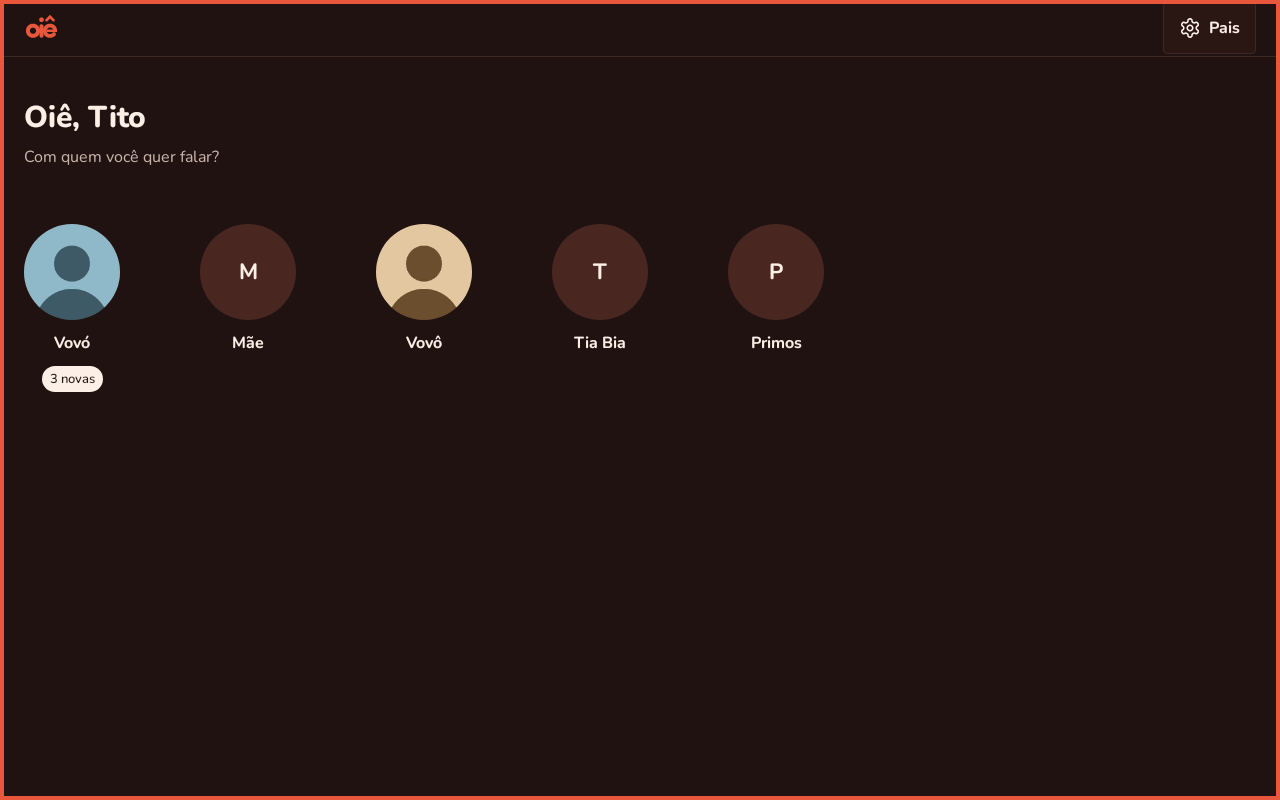 oiê
Pais
Oiê, Tito
Com quem você quer falar?
M
T
P
Vovó
Mãe
Vovô
Tia Bia
Primos
3 novas